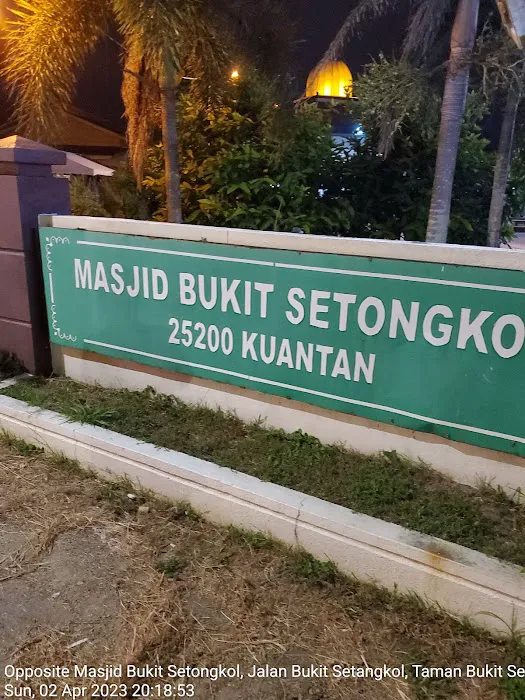 MASJID BUKIT SETONGKO
25200 KUANTAN
Opposite Masjid Bukit Setongkol, Jalan Bukit Setangkol, Taman Bukit Se
Sun, 02 Apr 2023 20:18:53